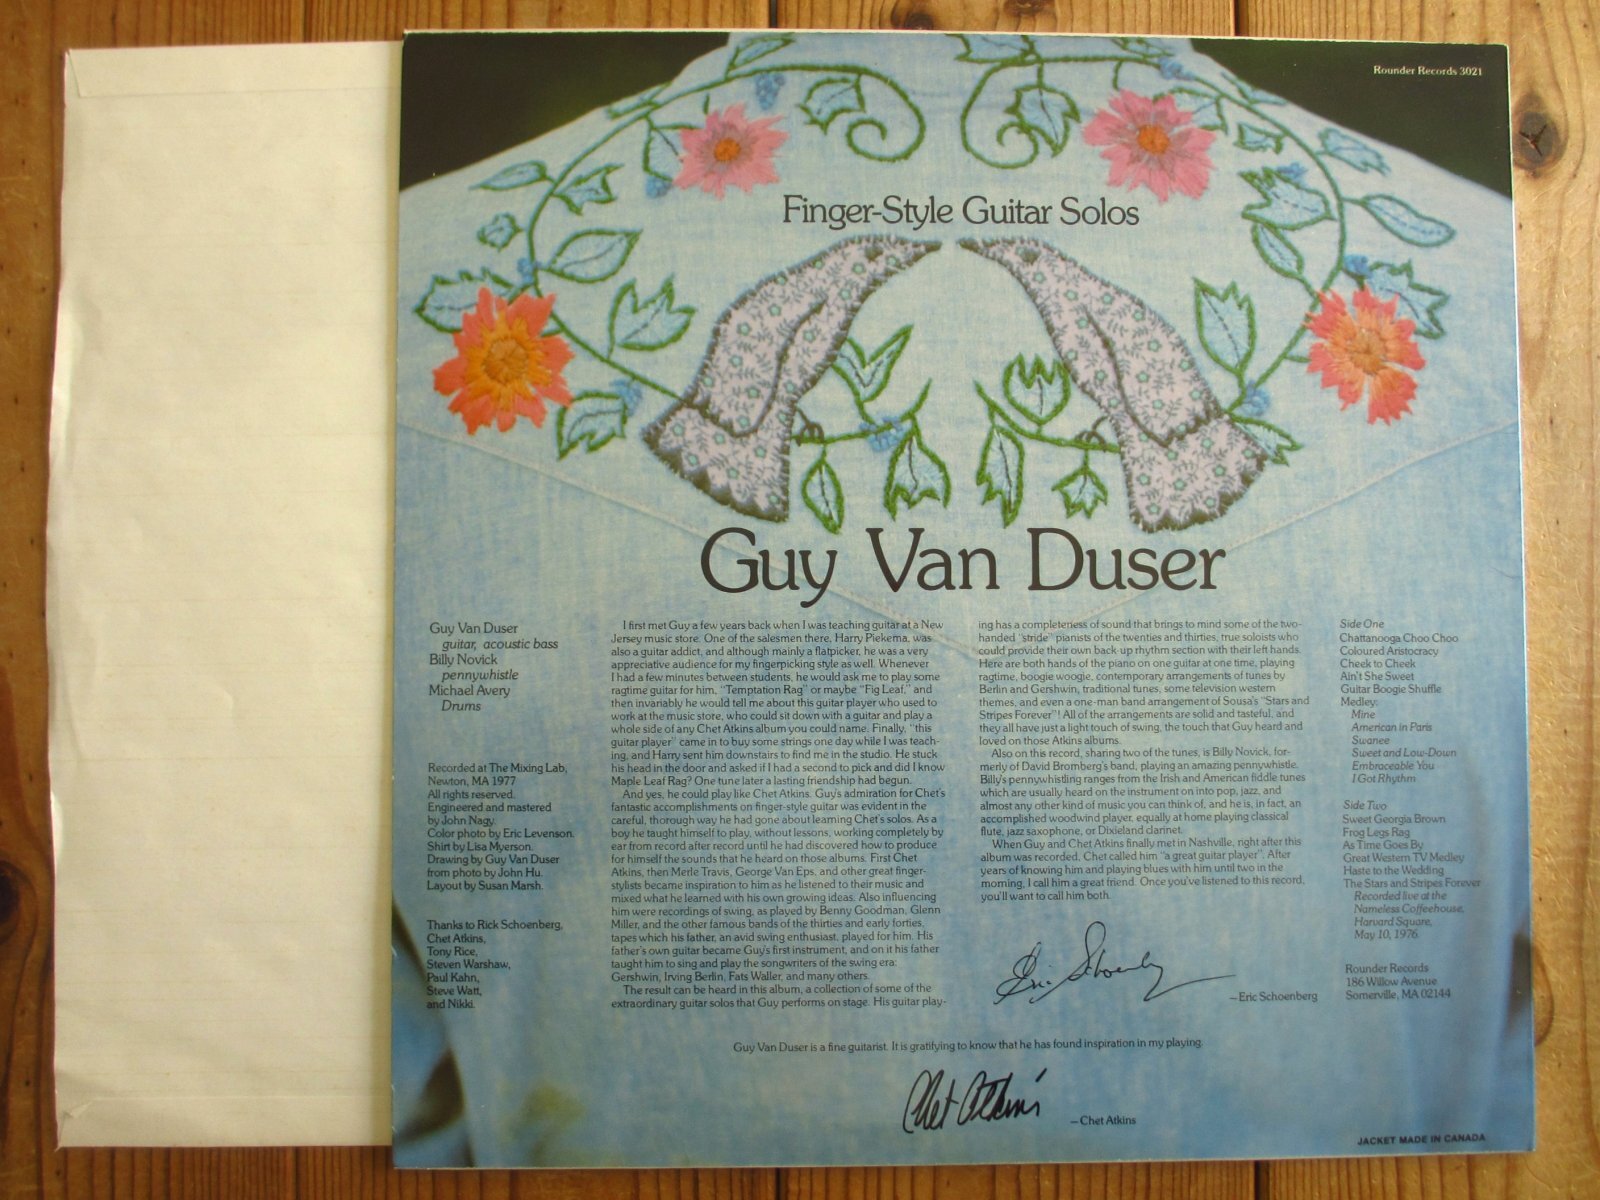 Rounder Records 3021
Finger-Style Guitar Solos
Guy Van Duser
Guy Van Duser
guitar, acoustic bass
Billy Novick
pennywhistle
Michael Avery
Drums
Recorded at The Mixing Lab,
Newton, MA 1977
All rights reserved.
Engineered and mastered
by John Nagy.
Color photo by Eric Levenson.
Shirt by Lisa Myerson.
Drawing by Guy Van Duser
from photo by John Hu.
Layout by Susan Marsh.
Thanks to Rick Schoenberg,
Chet Atkins,
Tony Rice,
Steven Warshaw,
Paul Kahn,
Steve Watt,
and Nikki.
I first met Guy a few years back when I was teaching guitar at a New
Jersey music store. One of the salesmen there, Harry Piekema, was
also a guitar addict, and although mainly a flatpicker, he was a very
appreciative audience for my fingerpicking style as well. Whenever
I had a few minutes between students, he would ask me to play some
ragtime guitar for him, "Temptation Rag" or maybe "Fig Leaf," and
then invariably he would tell me about this guitar player who used to
work at the music store, who could sit down with a guitar and play a
whole side of any Chet Atkins album you could name. Finally, "this
guitar player" came in to buy some strings one day while I was teach-
ing, and Harry sent him downstairs to find me in the studio. He stuck
his head in the door and asked if I had a second to pick and did I know
Maple Leaf Rag? One tune later a lasting friendship had begun.
And yes, he could play like Chet Atkins. Guy's admiration for Chet's
fantastic accomplishments on finger-style guitar was evident in the
careful, thorough way he had gone about learning Chet's solos. As a
boy he taught himself to play, without lessons, working completely by
ear from record after record until he had discovered how to produce
for himself the sounds that he heard on those albums. First Chet
Atkins, then Merle Travis, George Van Eps, and other great finger-
stylists became inspiration to him as he listened to their music and
mixed what he learned with his own growing ideas. Also influencing
him were recordings of swing, as played by Benny Goodman, Glenn
Miller, and the other famous bands of the thirties and early forties,
tapes which his father, an avid swing enthusiast, played for him. His
father's own guitar became Guy's first instrument, and on it his father
taught him to sing and play the songwriters of the swing era:
Gershwin, Irving Berlin, Fats Waller, and many others.
The result can be heard in this album, a collection of some of the
extraordinary guitar solos that Guy performs on stage. His guitar play-
ing has a completeness of sound that brings to mind some of the two-
handed "stride" pianists of the twenties and thirties, true soloists who
could provide their own back-up rhythm section with their left hands.
Here are both hands of the piano on one guitar at one time, playing
ragtime, boogie woogie, contemporary arrangements of tunes by
Berlin and Gershwin, traditional tunes, some television western
themes, and even a one-man band arrangement of Sousa's "Stars and
Stripes Forever"! All of the arrangements are solid and tasteful, and
they all have just a light touch of swing, the touch that Guy heard and
loved on those Atkins albums.
Also on this record, sharing two of the tunes, is Billy Novick, for-
merly of David Bromberg's band, playing an amazing pennywhistle.
Billy's pennywhistling ranges from the Irish and American fiddle tunes
which are usually heard on the instrument on into pop, jazz, and
almost any other kind of music you can think of, and he is, in fact, an
accomplished woodwind player, equally at home playing classical
flute, jazz saxophone, or Dixieland clarinet.
When Guy and Chet Atkins finally met in Nashville, right after this
album was recorded, Chet called him "a great guitar player". After
years of knowing him and playing blues with him until two in the
morning, I call him a great friend. Once you've listened to this record,
you'll want to call him both.
Eric Schoenberg
– Eric Schoenberg
Side One
Chattanooga Choo Choo
Coloured Aristocracy
Cheek to Cheek
Ain't She Sweet
Guitar Boogie Shuffle
Medley:
Mine
American in Paris
Swanee
Sweet and Low-Down
Embraceable You
I Got Rhythm
Side Two
Sweet Georgia Brown
Frog Legs Rag
As Time Goes By
Great Western TV Medley
Haste to the Wedding
The Stars and Stripes Forever
Recorded live at the
Nameless Coffeehouse,
Harvard Square,
May 10, 1976
Rounder Records
186 Willow Avenue
Somerville, MA 02144
Guy Van Duser is a fine guitarist. It is gratifying to know that he has found inspiration in my playing.
Chet Atkins
– Chet Atkins
JACKET MADE IN CANADA